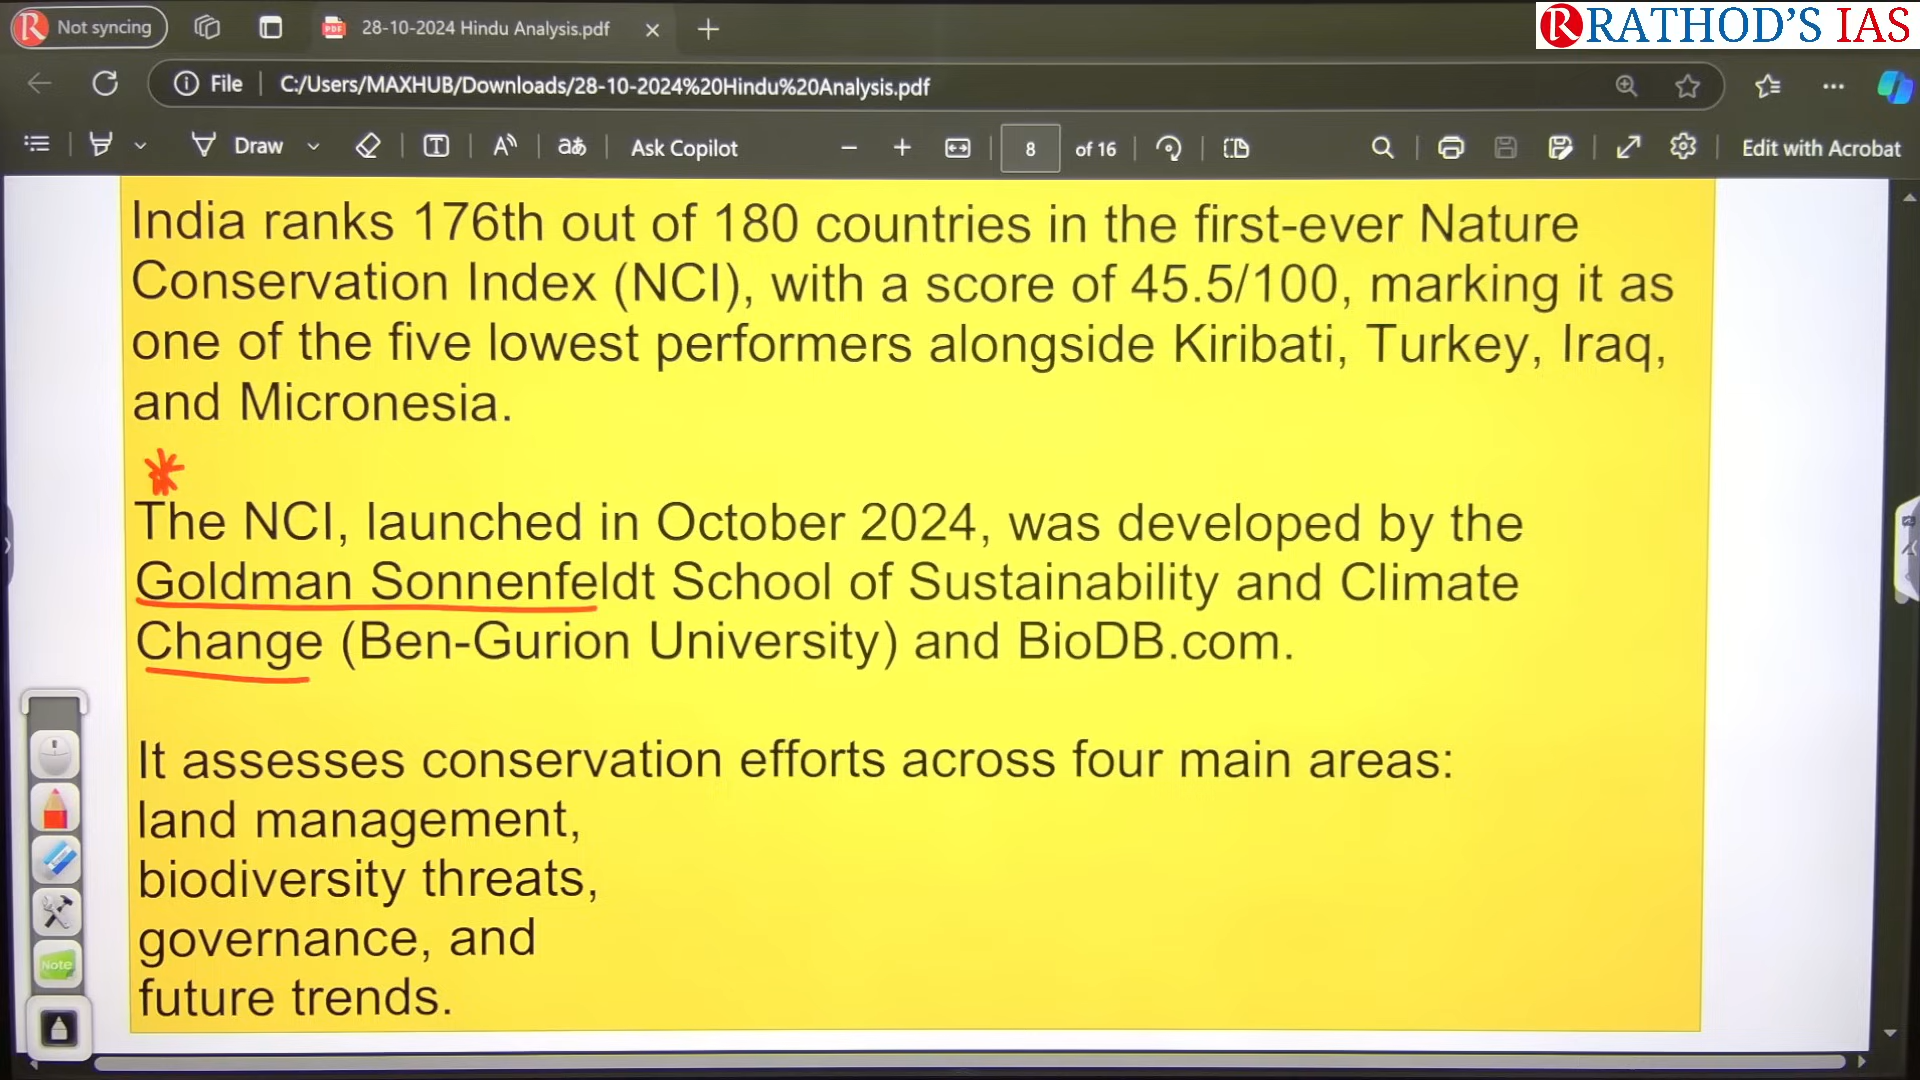 Not syncing
28-10-2024 Hindu Analysis.pdf
RRATHOD'S IAS
File
C:/Users/MAXHUB/Downloads/28-10-2024%20Hindu%20Analysis.pdf
Draw
Ask Copilot
8 of 16
Edit with Acrobat
India ranks 176th out of 180 countries in the first-ever Nature
Conservation Index (NCI), with a score of 45.5/100, marking it as
one of the five lowest performers alongside Kiribati, Turkey, Iraq,
and Micronesia.
The NCI, launched in October 2024, was developed by the
Goldman Sonnenfeldt School of Sustainability and Climate
Change (Ben-Gurion University) and BioDB.com.
It assesses conservation efforts across four main areas:
land management,
biodiversity threats,
governance, and
future trends.
Note